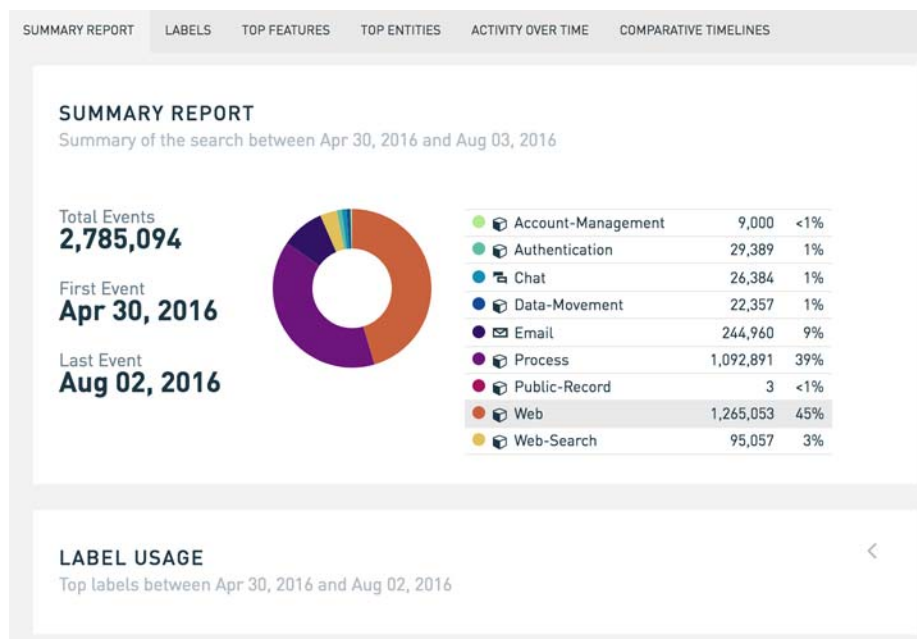 SUMMARY REPORT LABELS TOP FEATURES TOP ENTITIES ACTIVITY OVER TIME COMPARATIVE TIMELINES
SUMMARY REPORT
Summary of the search between Apr 30, 2016 and Aug 03, 2016
Total Events
2,785,094
First Event
Apr 30, 2016
Last Event
Aug 02, 2016
Account-Management 9,000 <1%
Authentication 29,389 1%
Chat 26,384 1%
Data-Movement 22,357 1%
Email 244,960 9%
Process 1,092,891 39%
Public-Record 3 <1%
Web 1,265,053 45%
Web-Search 95,057 3%
LABEL USAGE
Top labels between Apr 30, 2016 and Aug 02, 2016